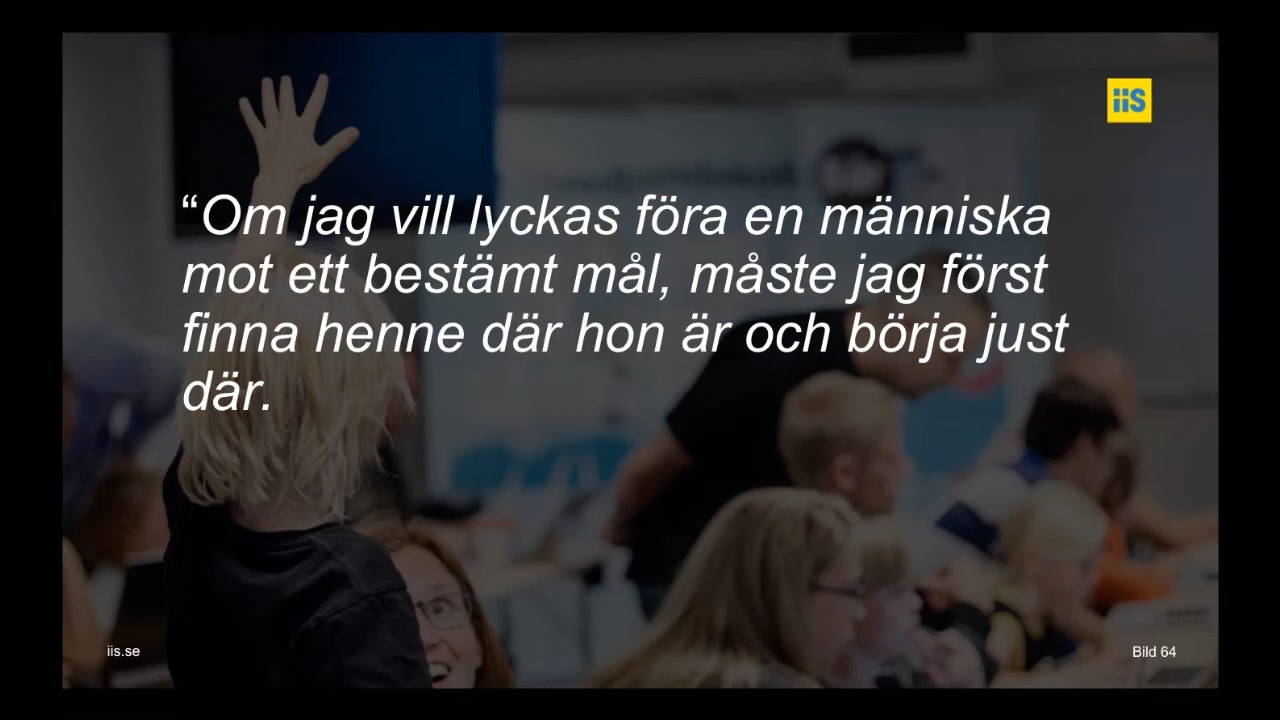 iiS
“Om jag vill lyckas föra en människa
mot ett bestämt mål, måste jag först
finna henne där hon är och börja just
där.
iis.se
Bild 64